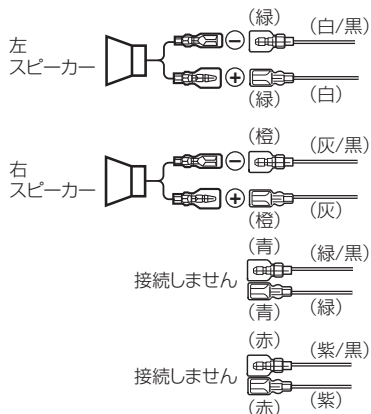 左
スピーカー
(緑)
(白/黒)
⊖
⊕
(緑)
(白)
右
スピーカー
(橙)
(灰/黒)
⊖
⊕
(橙)
(灰)
接続しません
(青)
(緑/黒)
(青)
(緑)
接続しません
(赤)
(紫/黒)
(赤)
(紫)